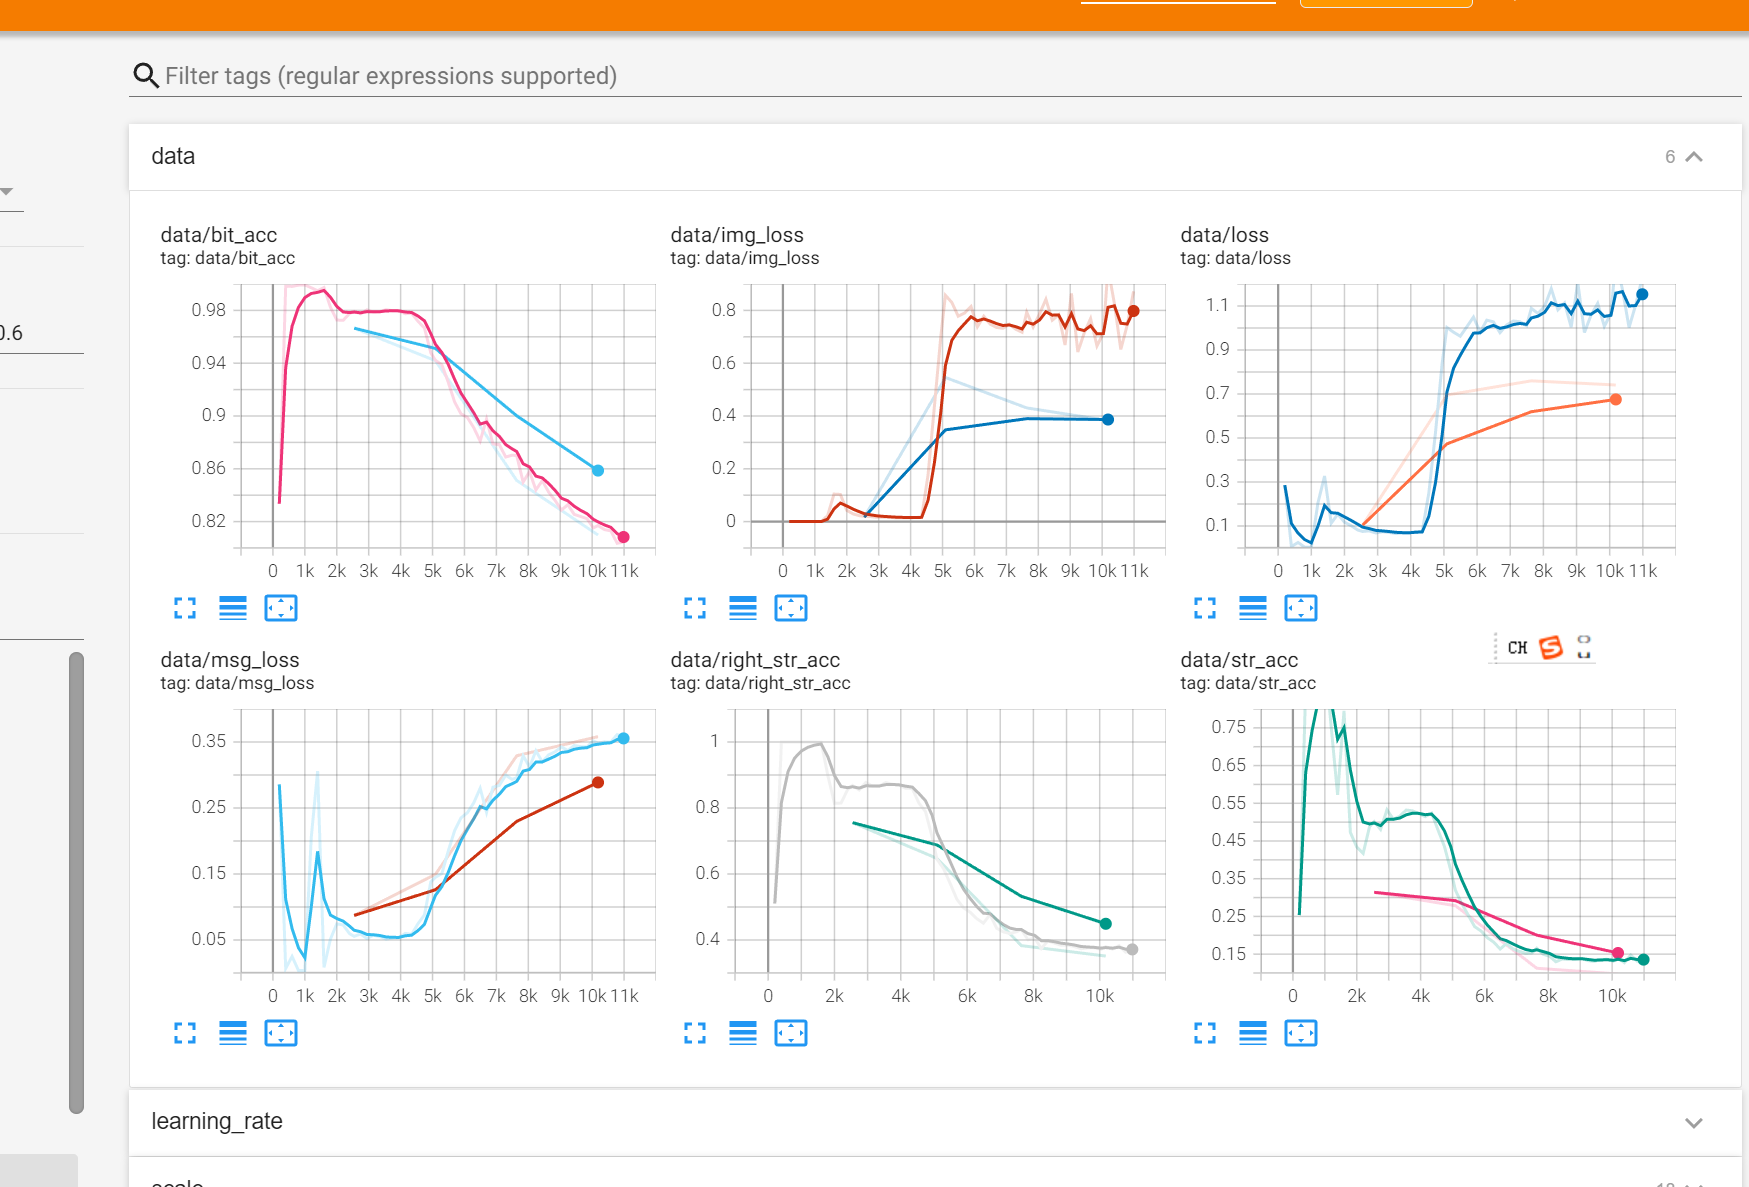 Filter tags (regular expressions supported)
data
6
0.6
data/bit_acc
tag: data/bit_acc
0.98
0.94
0.9
0.86
0.82
0 1k 2k 3k 4k 5k 6k 7k 8k 9k 10k 11k
data/img_loss
tag: data/img_loss
0.8
0.6
0.4
0.2
0
0 1k 2k 3k 4k 5k 6k 7k 8k 9k 10k 11k
data/loss
tag: data/loss
1.1
0.9
0.7
0.5
0.3
0.1
0 1k 2k 3k 4k 5k 6k 7k 8k 9k 10k 11k
CH S
data/msg_loss
tag: data/msg_loss
0.35
0.25
0.15
0.05
0 1k 2k 3k 4k 5k 6k 7k 8k 9k 10k 11k
data/right_str_acc
tag: data/right_str_acc
1
0.8
0.6
0.4
0 2k 4k 6k 8k 10k
data/str_acc
tag: data/str_acc
0.75
0.65
0.55
0.45
0.35
0.25
0.15
0 2k 4k 6k 8k 10k
learning_rate